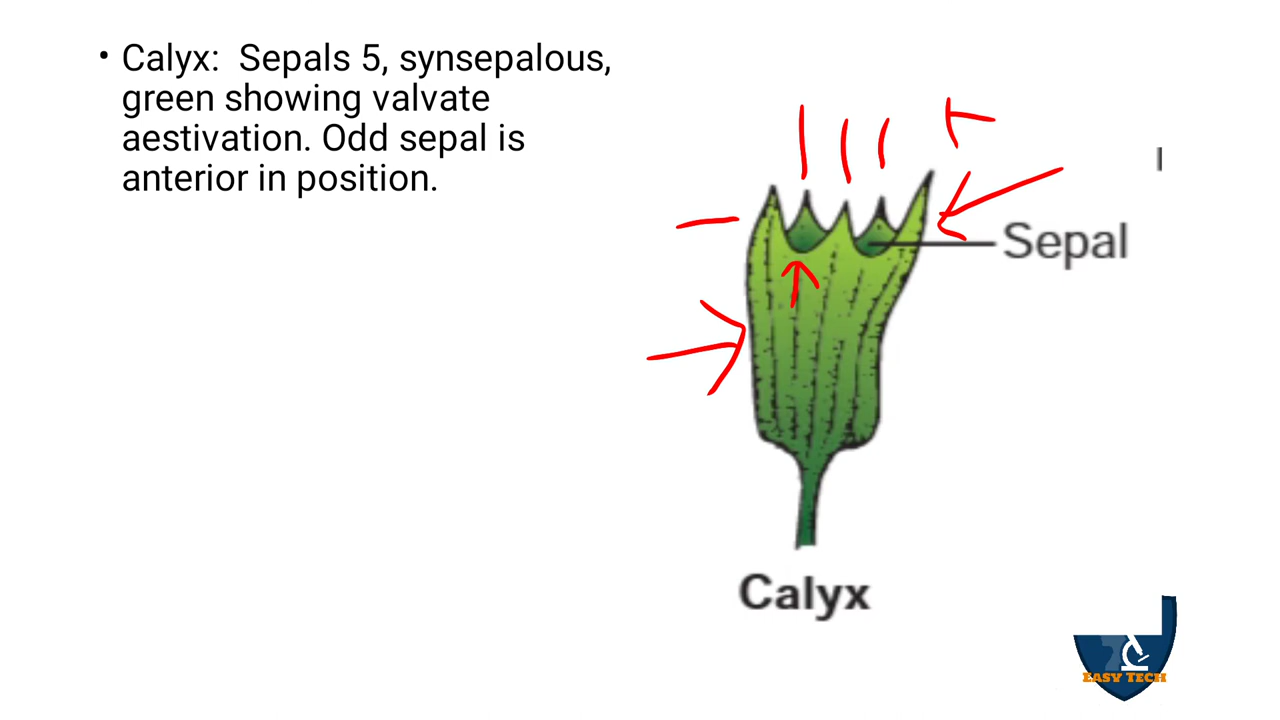 • Calyx: Sepals 5, synsepalous,
green showing valvate
aestivation. Odd sepal is
anterior in position.
Sepal
Calyx
EASY TECH